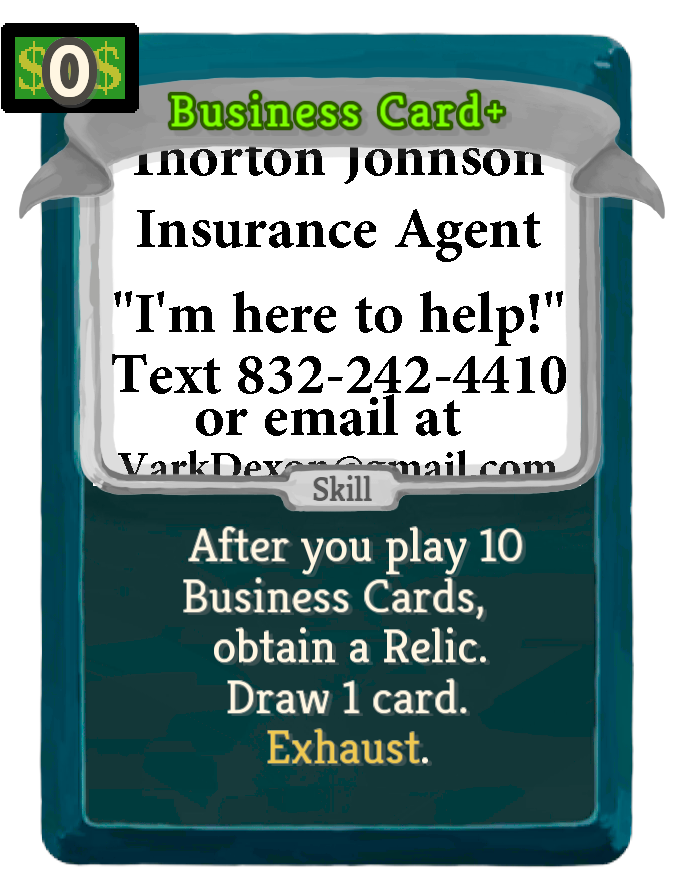 $0$
Business Card+
Thorton Johnson
Insurance Agent
"I'm here to help!"
Text 832-242-4410
or email at
VarkDexon@gmail.com
Skill
After you play 10
Business Cards,
obtain a Relic.
Draw 1 card.
Exhaust.